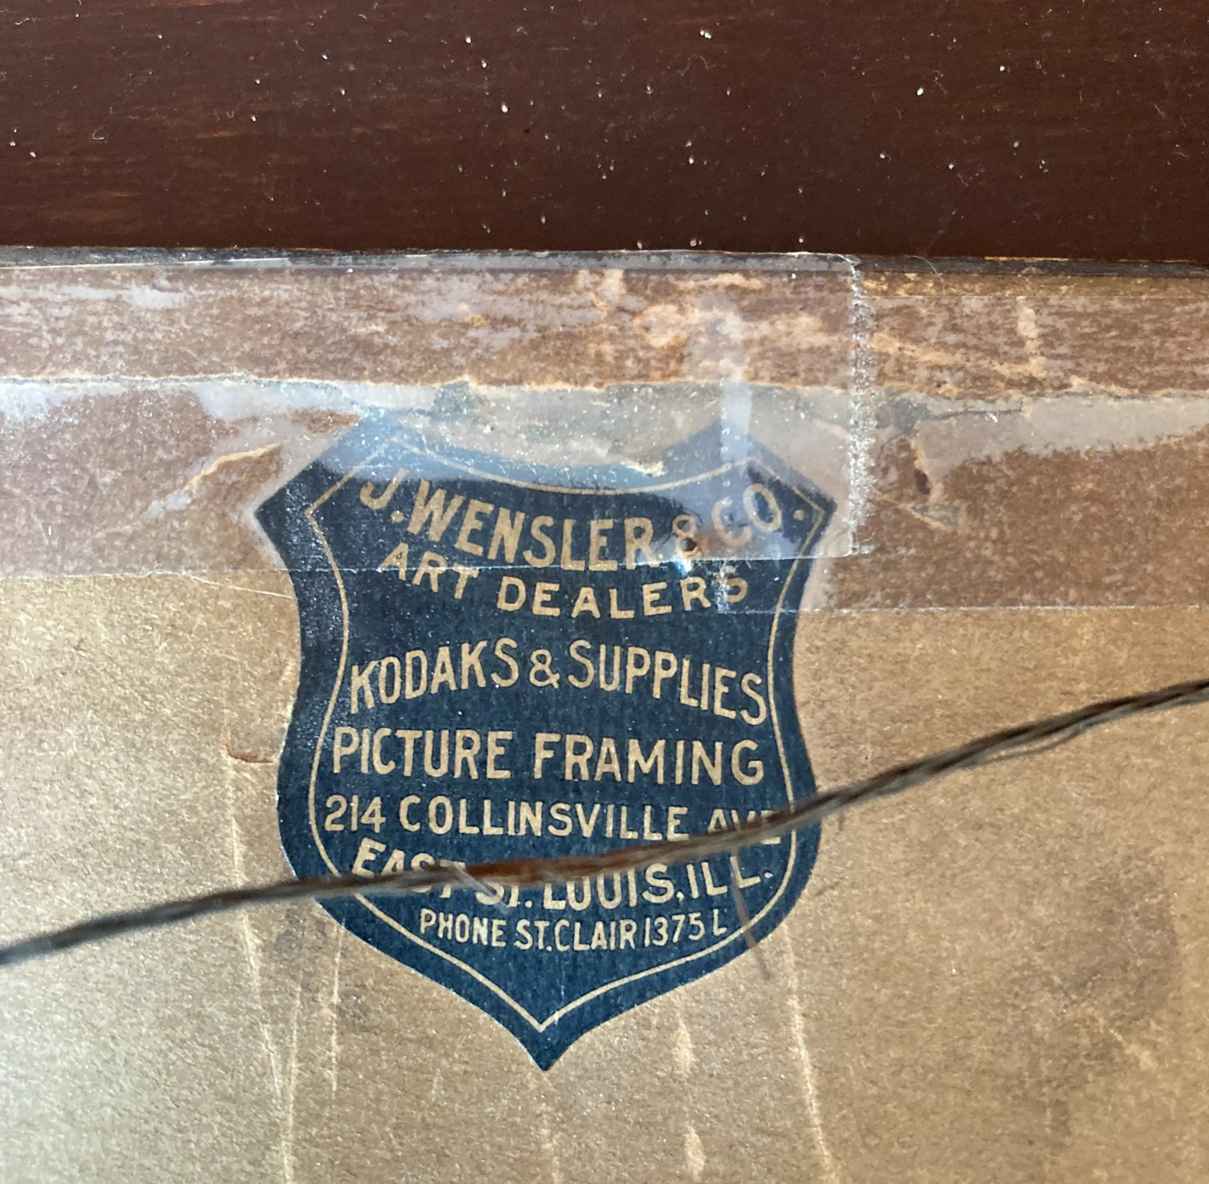 J. WENSLER & CO.
ART DEALERS
KODAKS & SUPPLIES
PICTURE FRAMING
214 COLLINSVILLE AVE
EAST ST. LOUIS, ILL.
PHONE ST. CLAIR 1375 L